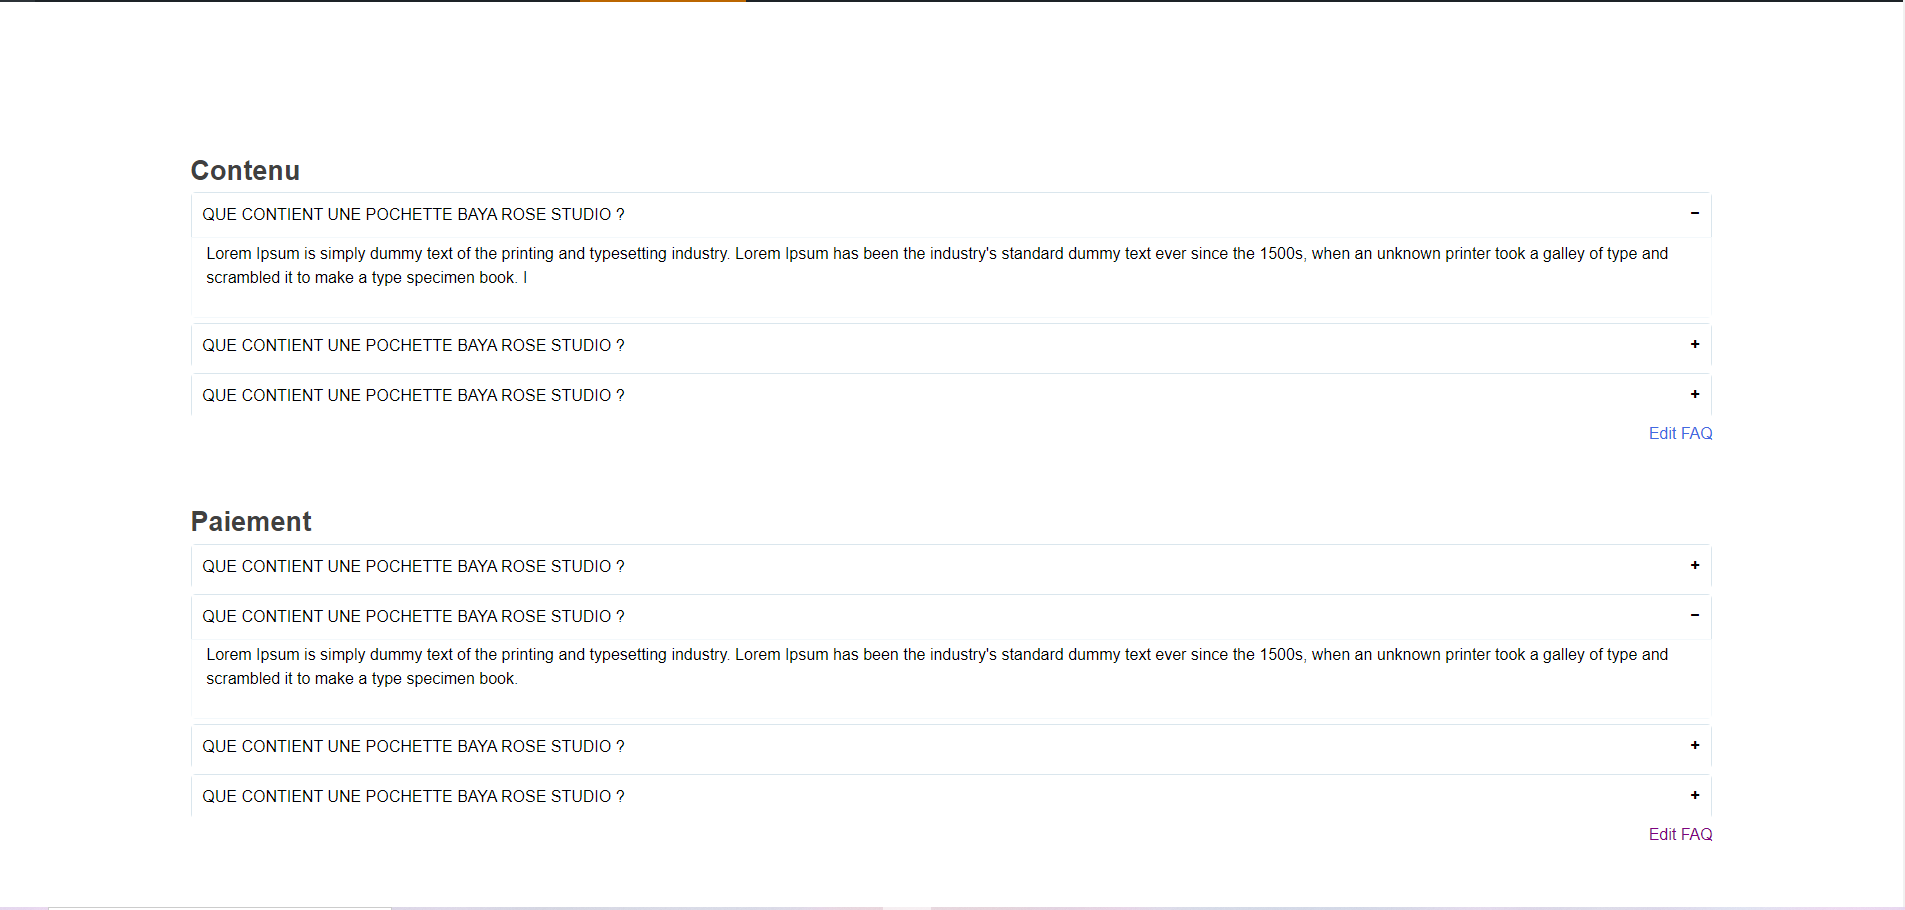 Contenu
QUE CONTIENT UNE POCHETTE BAYA ROSE STUDIO ? −
Lorem Ipsum is simply dummy text of the printing and typesetting industry. Lorem Ipsum has been the industry's standard dummy text ever since the 1500s, when an unknown printer took a galley of type and
scrambled it to make a type specimen book. I
QUE CONTIENT UNE POCHETTE BAYA ROSE STUDIO ? +
QUE CONTIENT UNE POCHETTE BAYA ROSE STUDIO ? +
Edit FAQ
Paiement
QUE CONTIENT UNE POCHETTE BAYA ROSE STUDIO ? +
QUE CONTIENT UNE POCHETTE BAYA ROSE STUDIO ? −
Lorem Ipsum is simply dummy text of the printing and typesetting industry. Lorem Ipsum has been the industry's standard dummy text ever since the 1500s, when an unknown printer took a galley of type and
scrambled it to make a type specimen book.
QUE CONTIENT UNE POCHETTE BAYA ROSE STUDIO ? +
QUE CONTIENT UNE POCHETTE BAYA ROSE STUDIO ? +
Edit FAQ